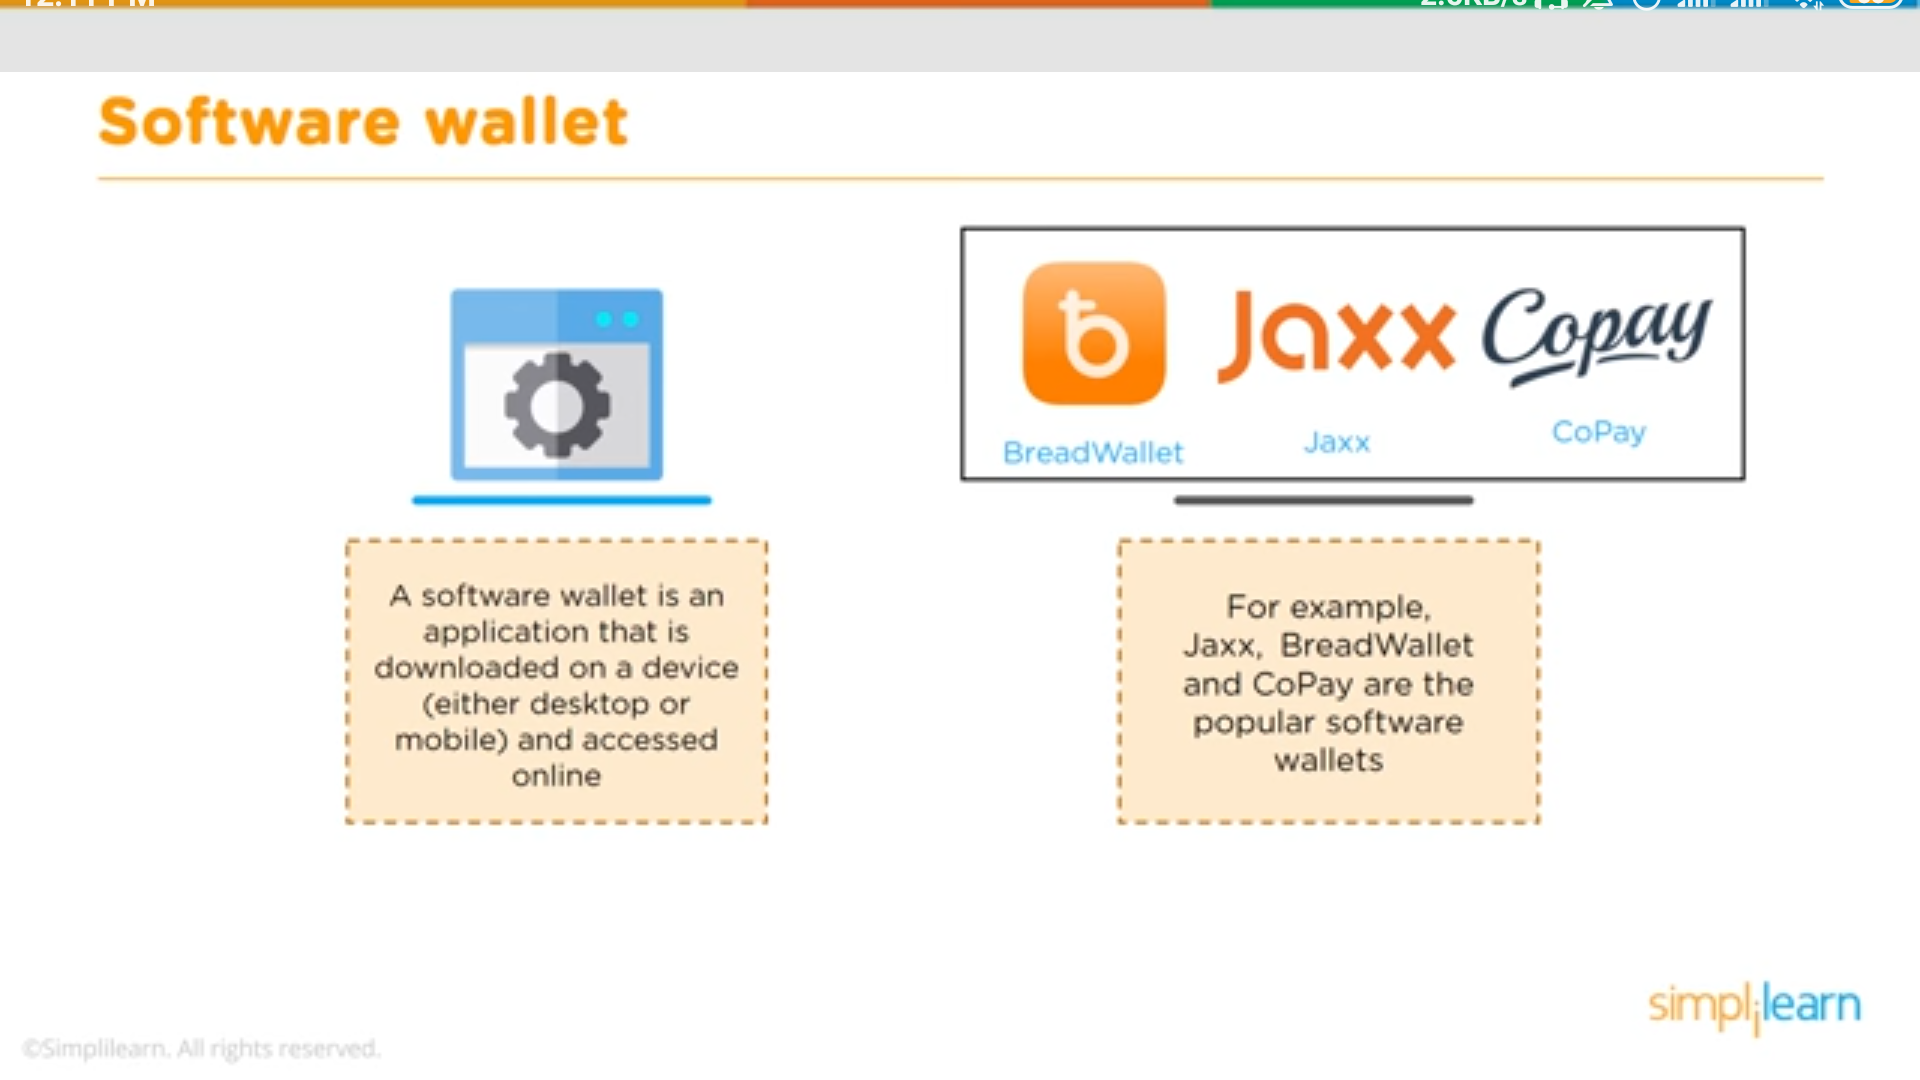 Software wallet
Jaxx
Copay
BreadWallet
Jaxx
CoPay
A software wallet is an
application that is
downloaded on a device
(either desktop or
mobile) and accessed
online
For example,
Jaxx, BreadWallet
and CoPay are the
popular software
wallets
simplilearn
©Simplilearn. All rights reserved.